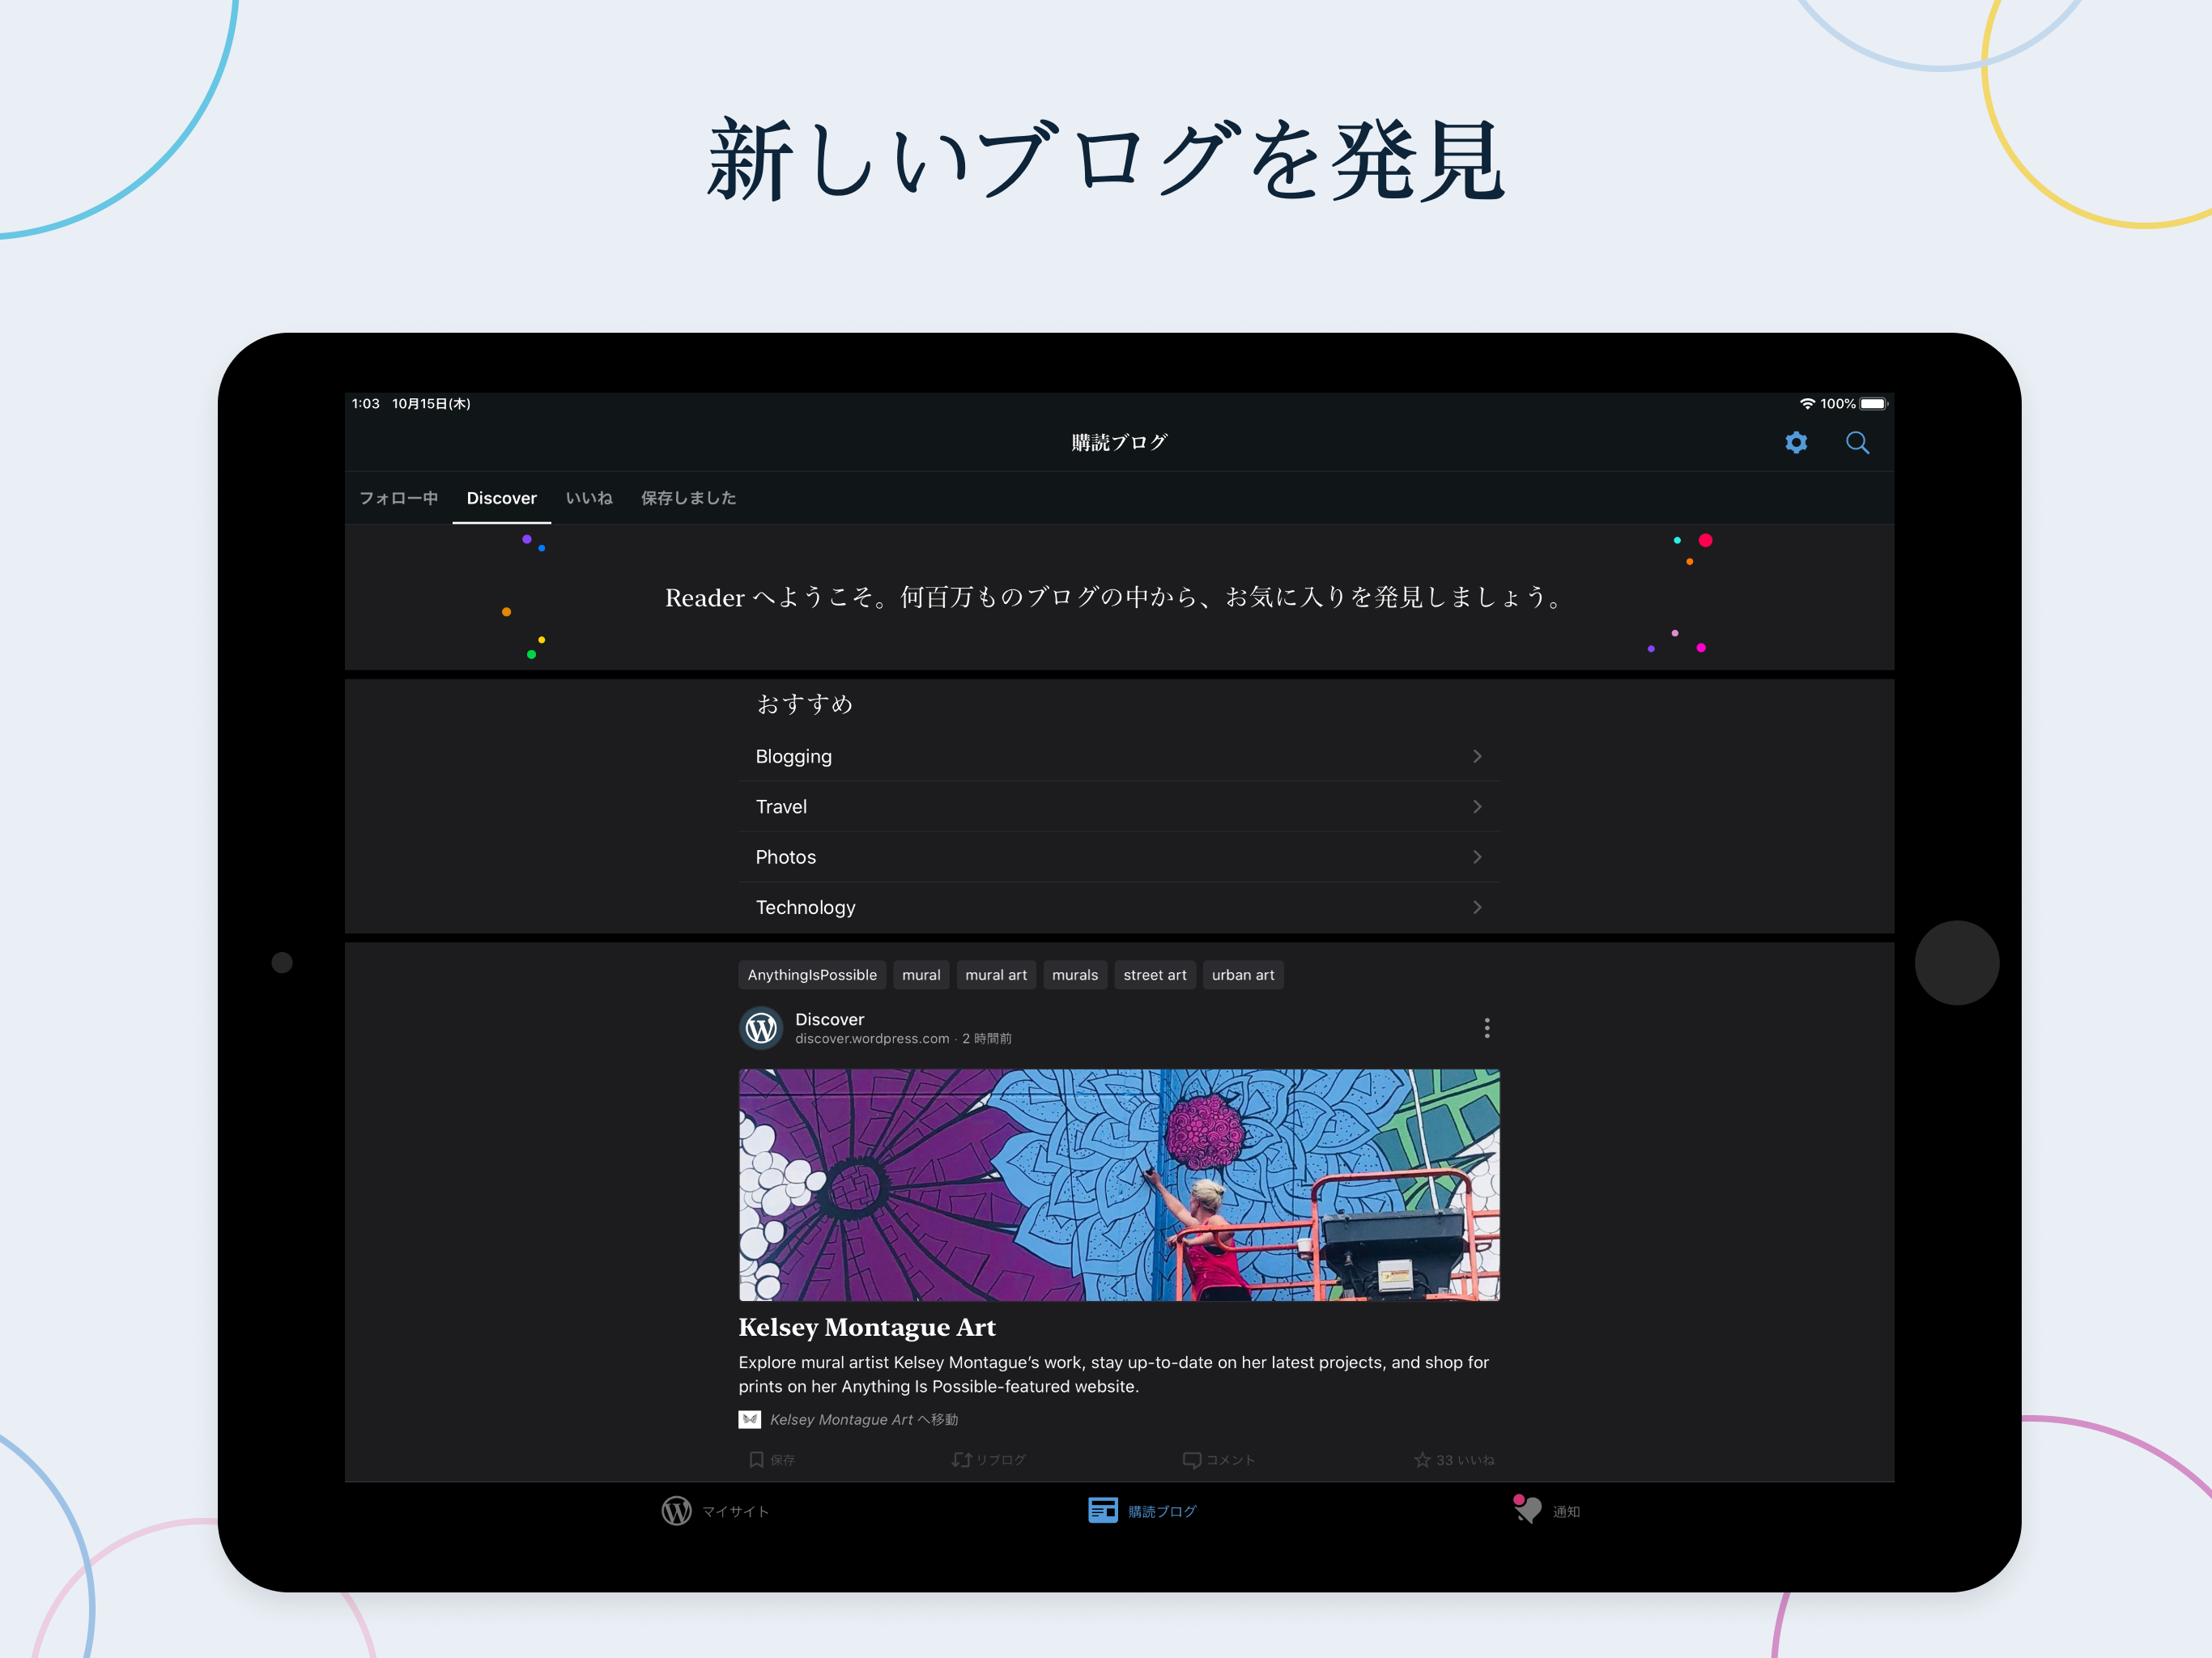 新しいブログを発見
1:03 10月15日(木)
100%
購読ブログ
フォロー中 Discover いいね 保存しました
Reader へようこそ。何百万ものブログの中から、お気に入りを発見しましょう。
おすすめ
Blogging
Travel
Photos
Technology
AnythingIsPossible mural mural art murals street art urban art
Discover
discover.wordpress.com · 2 時間前
Kelsey Montague Art
Explore mural artist Kelsey Montague’s work, stay up-to-date on her latest projects, and shop for
prints on her Anything Is Possible-featured website.
Kelsey Montague Art へ移動
保存 リブログ コメント 33 いいね
マイサイト 購読ブログ 通知